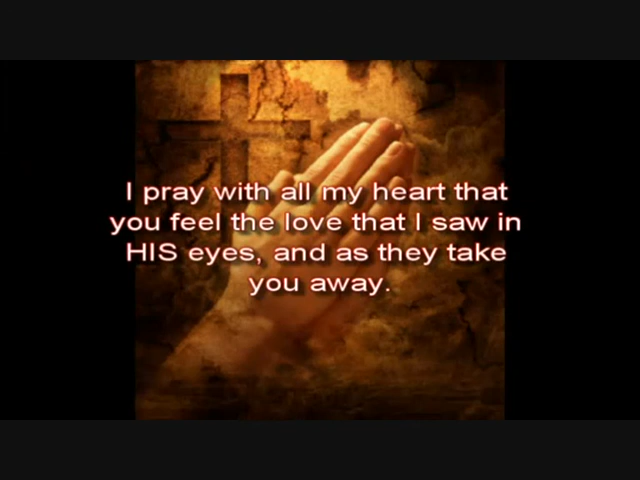 I pray with all my heart that
you feel the love that I saw in
HIS eyes, and as they take
you away.